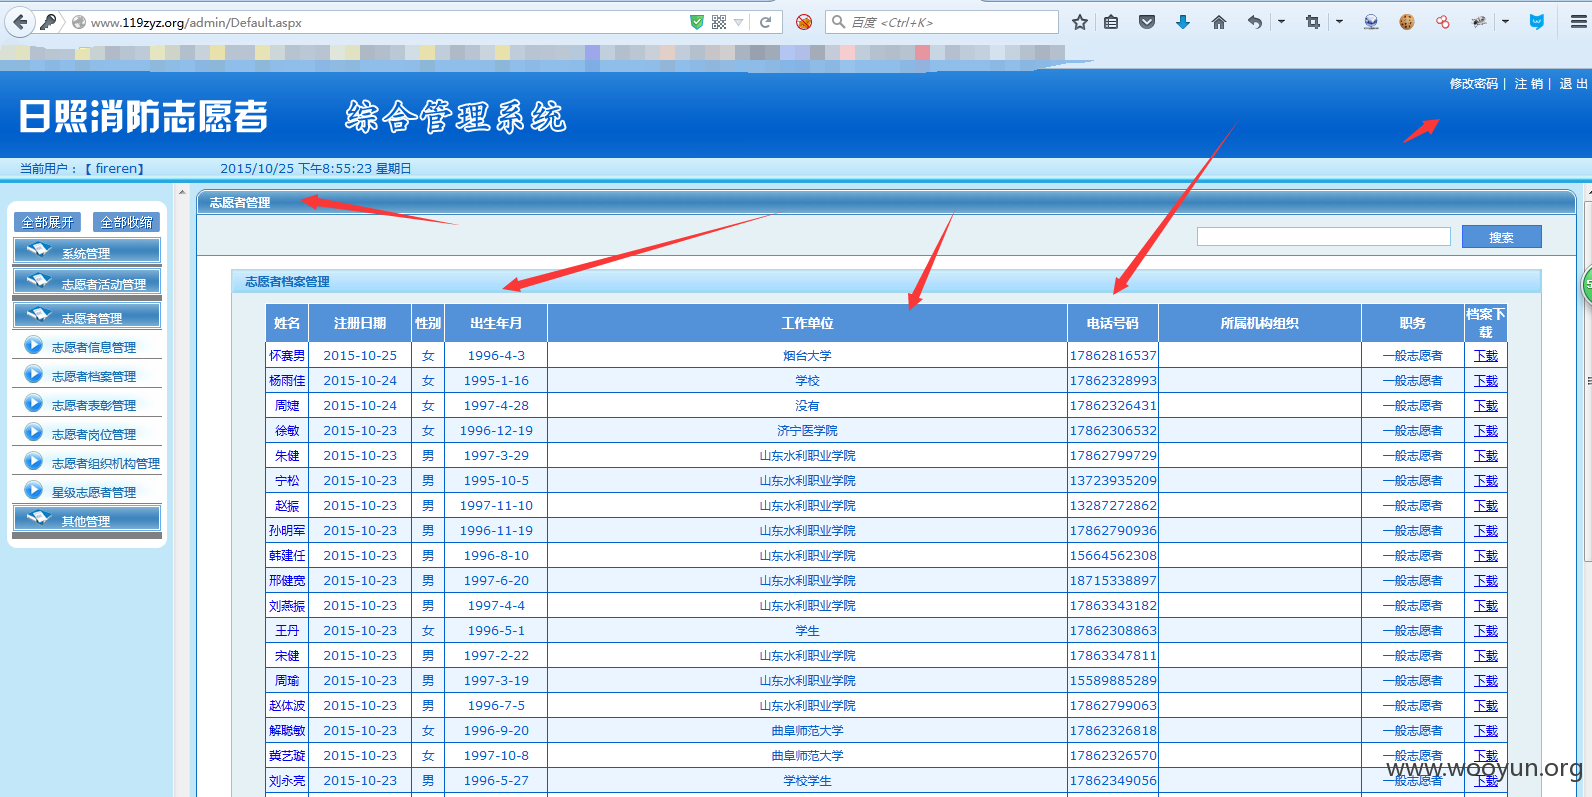 www.119zyz.org/admin/Default.aspx
百度 <Ctrl+K>
修改密码| 注 销| 退 出
日照消防志愿者 综合管理系统
当前用户：【 fireren】 2015/10/25 下午8:55:23 星期日
全部展开 全部收缩
系统管理
志愿者活动管理
志愿者管理
志愿者信息管理
志愿者档案管理
志愿者表彰管理
志愿者岗位管理
志愿者组织机构管理
星级志愿者管理
其他管理
志愿者管理
搜索
志愿者档案管理
姓名 注册日期 性别 出生年月 工作单位 电话号码 所属机构组织 职务 档案下载
怀赛男 2015-10-25 女 1996-4-3 烟台大学 17862816537 一般志愿者 下载
杨雨佳 2015-10-24 女 1995-1-16 学校 17862328993 一般志愿者 下载
周婕 2015-10-24 女 1997-4-28 没有 17862326431 一般志愿者 下载
徐敏 2015-10-23 女 1996-12-19 济宁医学院 17862306532 一般志愿者 下载
朱健 2015-10-23 男 1997-3-29 山东水利职业学院 17862799729 一般志愿者 下载
宁松 2015-10-23 男 1995-10-5 山东水利职业学院 13723935209 一般志愿者 下载
赵振 2015-10-23 男 1997-11-10 山东水利职业学院 13287272862 一般志愿者 下载
孙明军 2015-10-23 男 1996-11-19 山东水利职业学院 17862790936 一般志愿者 下载
韩建任 2015-10-23 男 1996-8-10 山东水利职业学院 15664562308 一般志愿者 下载
邢健宽 2015-10-23 男 1997-6-20 山东水利职业学院 18715338897 一般志愿者 下载
刘燕振 2015-10-23 男 1997-4-4 山东水利职业学院 17863343182 一般志愿者 下载
王丹 2015-10-23 女 1996-5-1 学生 17862308863 一般志愿者 下载
宋健 2015-10-23 男 1997-2-22 山东水利职业学院 17863347811 一般志愿者 下载
周瑜 2015-10-23 男 1997-3-19 山东水利职业学院 15589885289 一般志愿者 下载
赵体波 2015-10-23 男 1996-7-5 山东水利职业学院 17862799063 一般志愿者 下载
解聪敏 2015-10-23 女 1996-9-20 曲阜师范大学 17862326818 一般志愿者 下载
冀艺璇 2015-10-23 女 1997-10-8 曲阜师范大学 17862326570 一般志愿者 下载
刘永亮 2015-10-23 男 1996-5-27 学校学生 17862349056 一般志愿者 下载
www.wooyun.org